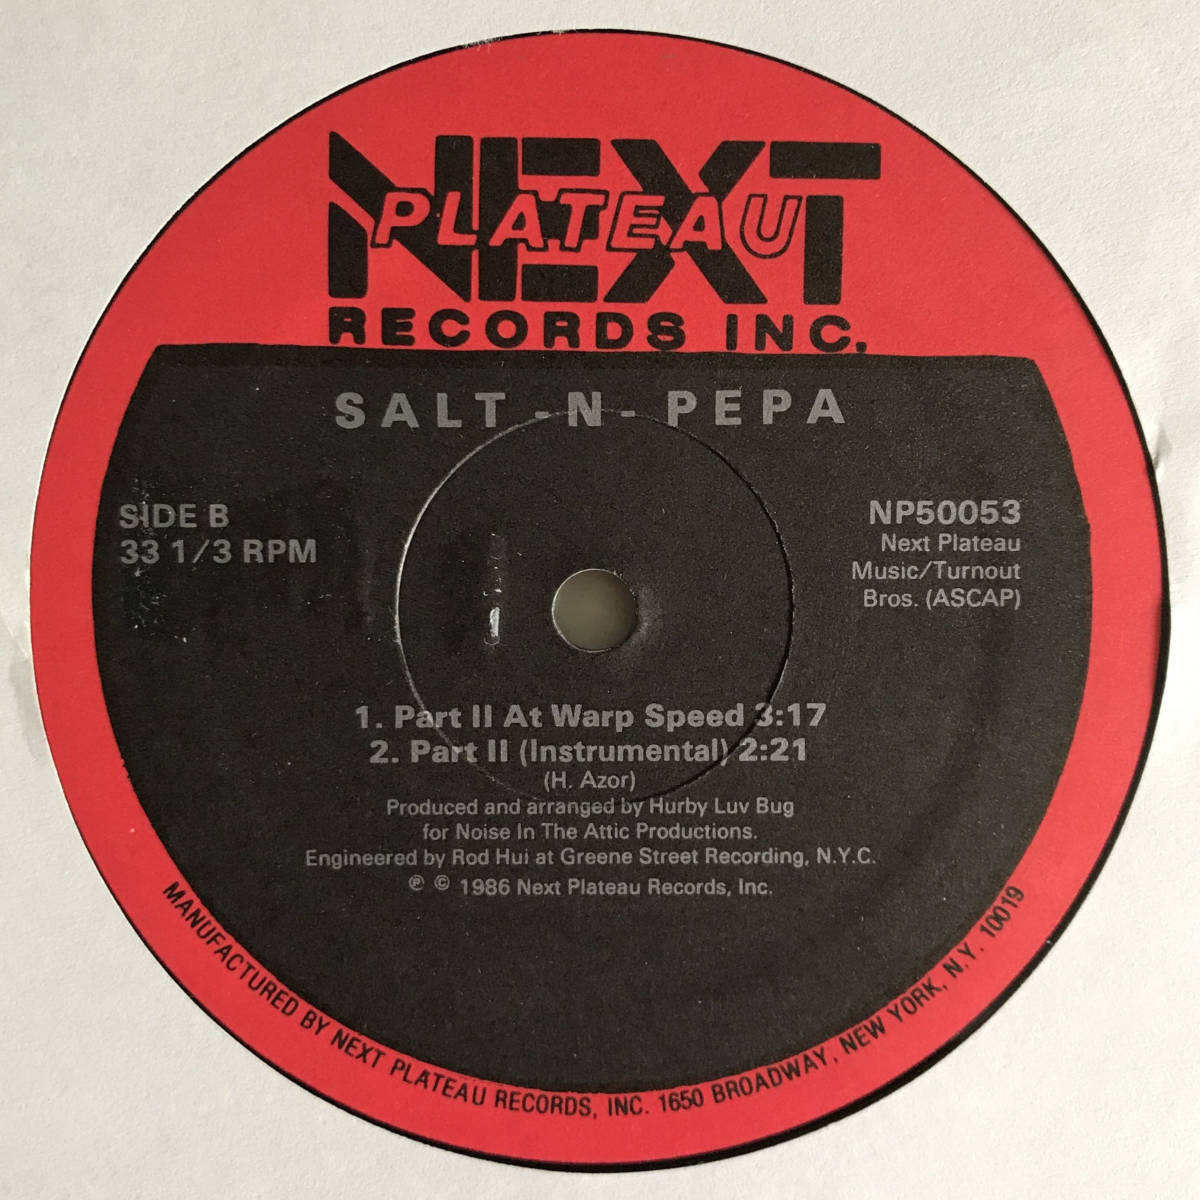 NEXT
PLATEAU
RECORDS INC.
SALT-N-PEPA
SIDE B
33 1/3 RPM
NP50053
Next Plateau
Music/Turnout
Bros. (ASCAP)
1. Part II At Warp Speed 3:17
2. Part II (Instrumental) 2:21
(H. Azor)
Produced and arranged by Hurby Luv Bug
for Noise In The Attic Productions.
Engineered by Rod Hui at Greene Street Recording, N.Y.C.
℗ © 1986 Next Plateau Records, Inc.
MANUFACTURED BY NEXT PLATEAU RECORDS, INC. 1650 BROADWAY, NEW YORK, N.Y. 10019